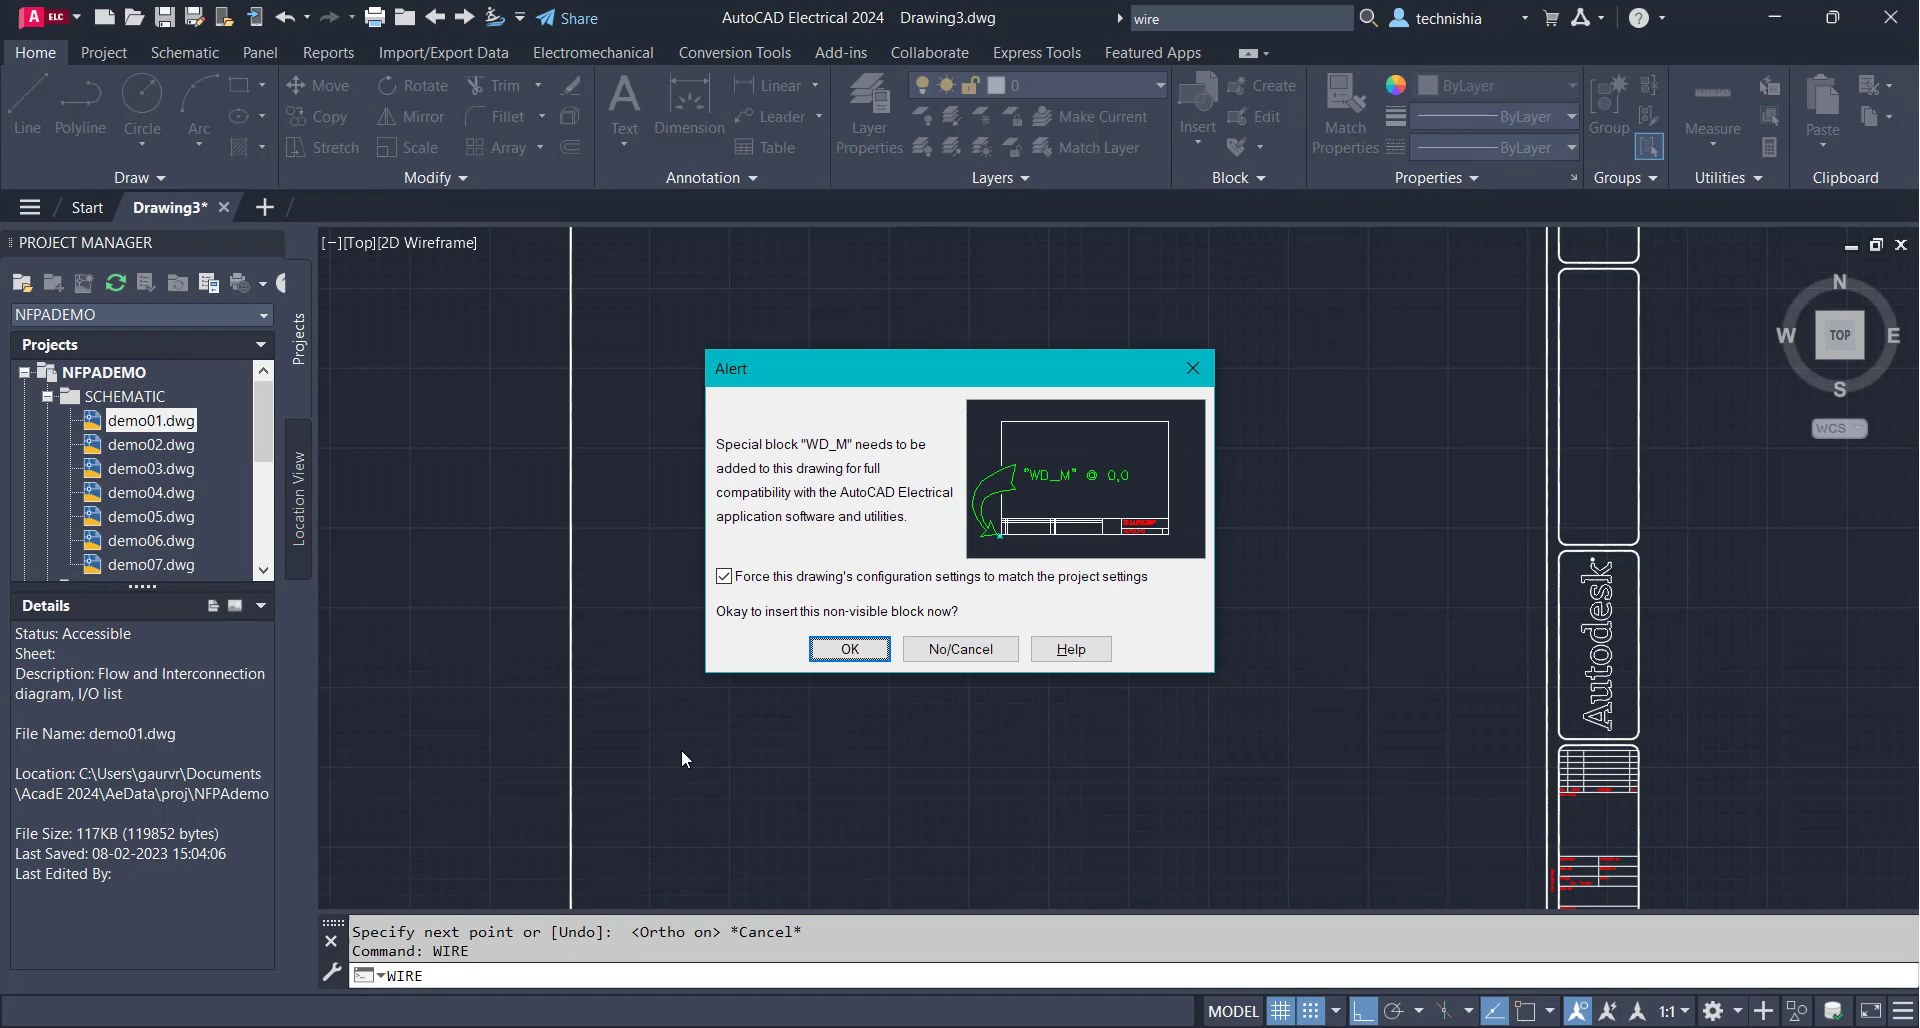 A ELC
Share
AutoCAD Electrical 2024 Drawing3.dwg
wire
technishia
Home Project Schematic Panel Reports Import/Export Data Electromechanical Conversion Tools Add-ins Collaborate Express Tools Featured Apps
Line Polyline Circle Arc
Move Rotate Trim
Copy Mirror Fillet
Stretch Scale Array
Text Dimension
Linear
Leader
Table
Layer
Properties
0
Make Current
Match Layer
Insert
Create
Edit
Match
Properties
ByLayer
ByLayer
ByLayer
Group
Measure
Paste
Draw Modify Annotation Layers Block Properties Groups Utilities Clipboard
Start Drawing3*
PROJECT MANAGER
NFPADEMO
Projects
NFPADEMO
SCHEMATIC
demo01.dwg
demo02.dwg
demo03.dwg
demo04.dwg
demo05.dwg
demo06.dwg
demo07.dwg
Projects
Location View
Details
Status: Accessible
Sheet:
Description: Flow and Interconnection
diagram, I/O list
File Name: demo01.dwg
Location: C:\Users\gaurvr\Documents
\AcadE 2024\AeData\proj\NFPAdemo
File Size: 117KB (119852 bytes)
Last Saved: 08-02-2023 15:04:06
Last Edited By:
[−][Top][2D Wireframe]
N
W TOP E
S
WCS
Autodesk
Alert
Special block "WD_M" needs to be
added to this drawing for full
compatibility with the AutoCAD Electrical
application software and utilities.
"WD_M" @ 0,0
Force this drawing's configuration settings to match the project settings
Okay to insert this non-visible block now?
OK No/Cancel Help
Specify next point or [Undo]: <Ortho on> *Cancel*
Command: WIRE
WIRE
MODEL 1:1